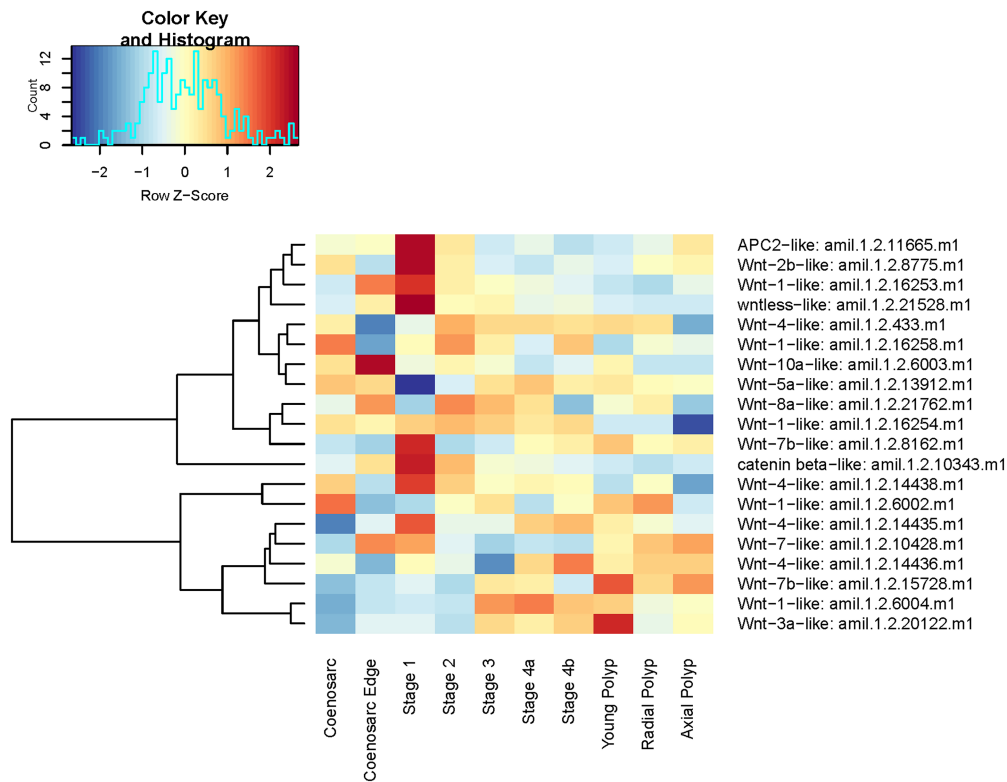 Color Key
and Histogram
Count
12
8
4
0
−2 −1 0 1 2
Row Z−Score
APC2−like: amil.1.2.11665.m1
Wnt−2b−like: amil.1.2.8775.m1
Wnt−1−like: amil.1.2.16253.m1
wntless−like: amil.1.2.21528.m1
Wnt−4−like: amil.1.2.433.m1
Wnt−1−like: amil.1.2.16258.m1
Wnt−10a−like: amil.1.2.6003.m1
Wnt−5a−like: amil.1.2.13912.m1
Wnt−8a−like: amil.1.2.21762.m1
Wnt−1−like: amil.1.2.16254.m1
Wnt−7b−like: amil.1.2.8162.m1
catenin beta−like: amil.1.2.10343.m1
Wnt−4−like: amil.1.2.14438.m1
Wnt−1−like: amil.1.2.6002.m1
Wnt−4−like: amil.1.2.14435.m1
Wnt−7−like: amil.1.2.10428.m1
Wnt−4−like: amil.1.2.14436.m1
Wnt−7b−like: amil.1.2.15728.m1
Wnt−1−like: amil.1.2.6004.m1
Wnt−3a−like: amil.1.2.20122.m1
Coenosarc
Coenosarc Edge
Stage 1
Stage 2
Stage 3
Stage 4a
Stage 4b
Young Polyp
Radial Polyp
Axial Polyp